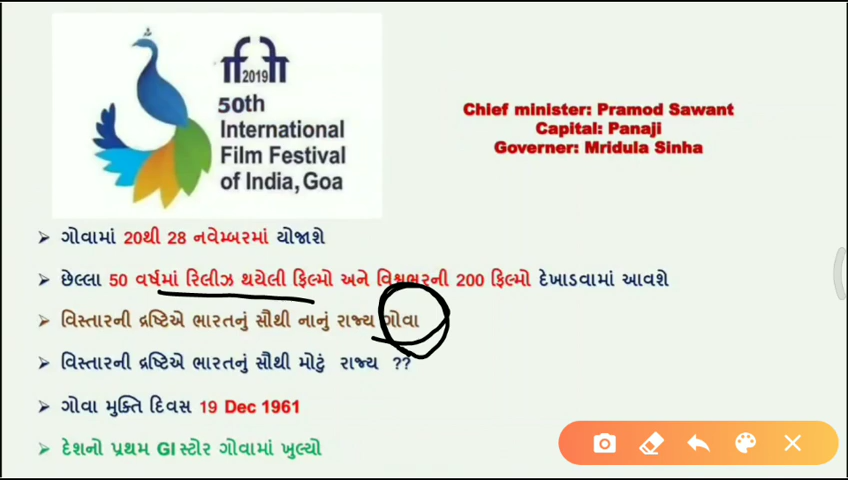 2019
50th
International
Film Festival
of India, Goa
Chief minister: Pramod Sawant
Capital: Panaji
Governer: Mridula Sinha
ગોવામાં 20થી 28 નવેમ્બરમાં યોજાશે
છેલ્લા 50 વર્ષમાં રિલીઝ થયેલી ફિલ્મો અને વિશ્વભરની 200 ફિલ્મો દેખાડવામાં આવશે
વિસ્તારની દ્રષ્ટિએ ભારતનું સૌથી નાનું રાજ્ય ગોવા
વિસ્તારની દ્રષ્ટિએ ભારતનું સૌથી મોટું રાજ્ય ??
ગોવા મુક્તિ દિવસ 19 Dec 1961
દેશનો પ્રથમ GI સ્ટોર ગોવામાં ખુલ્યો